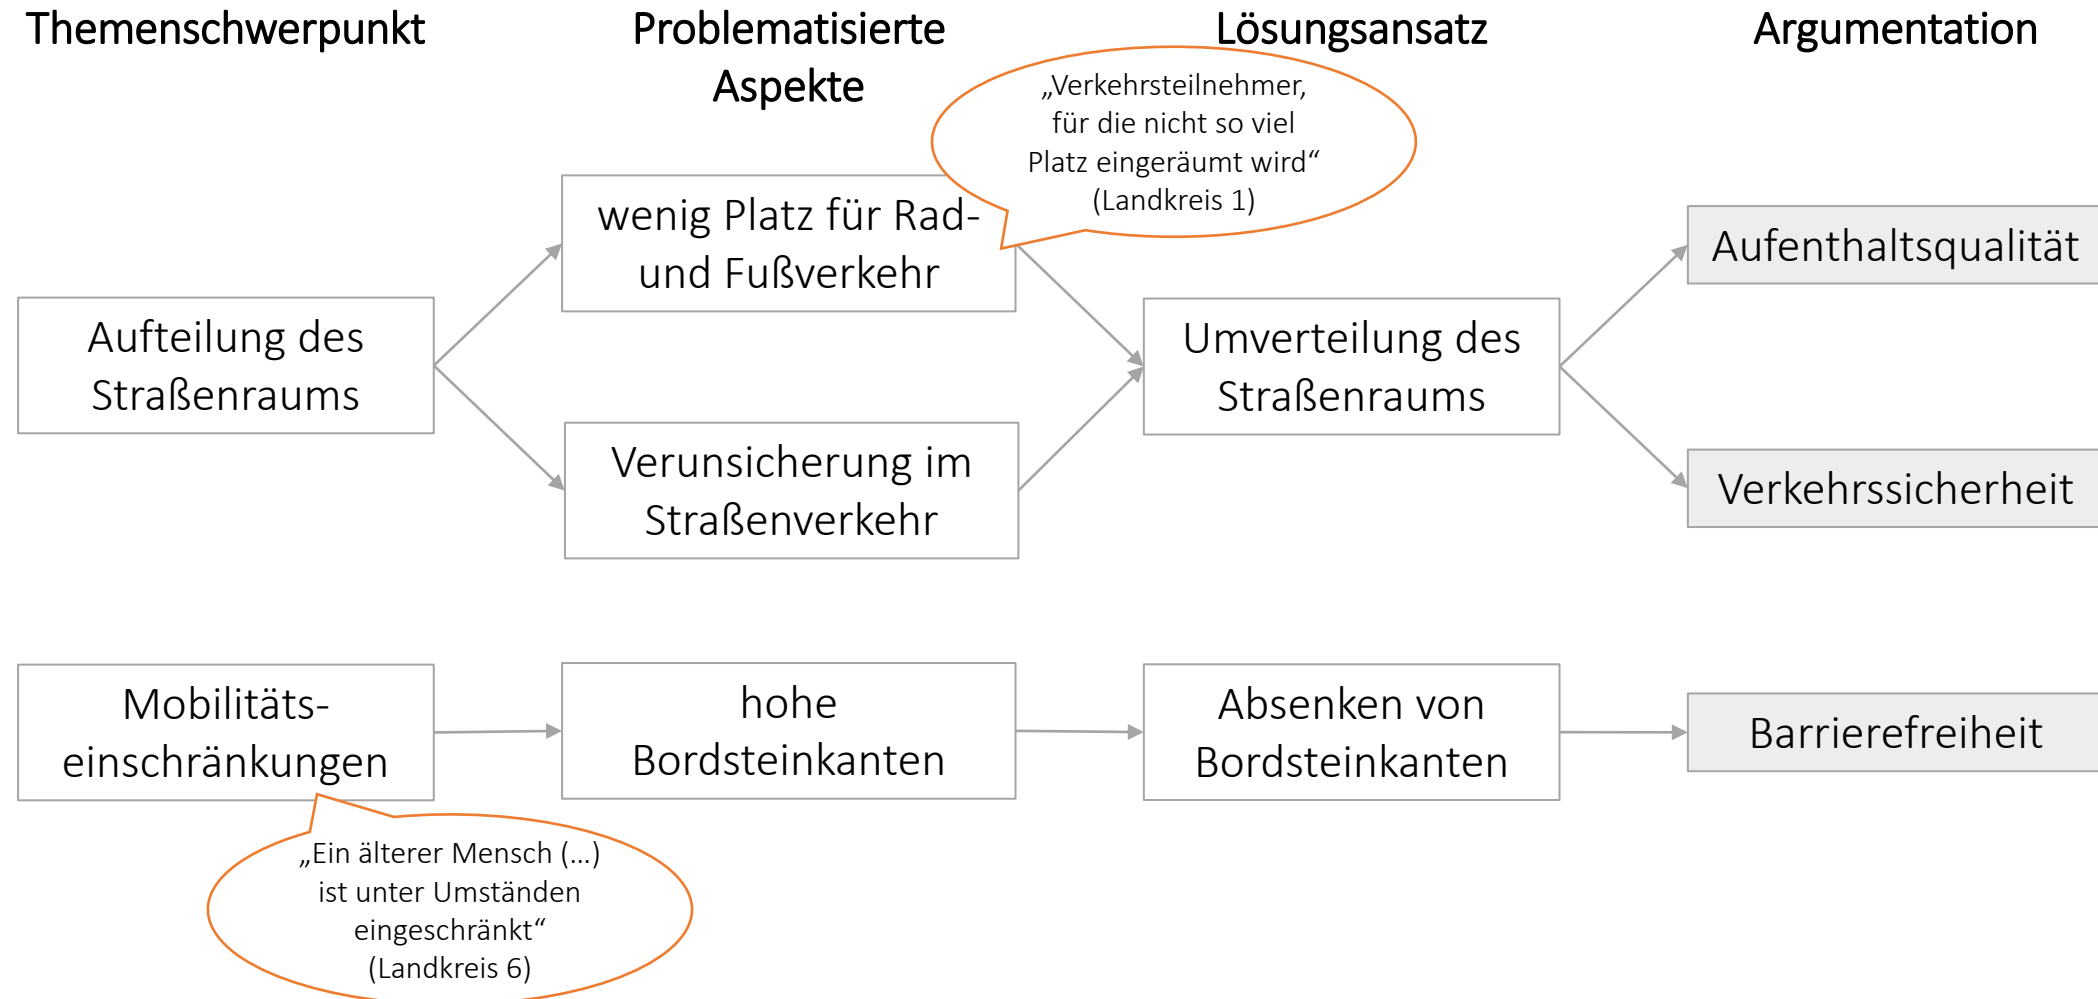 Themenschwerpunkt
Problematisierte
Aspekte
Lösungsansatz
Argumentation
„Verkehrsteilnehmer,
für die nicht so viel
Platz eingeräumt wird“
(Landkreis 1)
wenig Platz für Rad-
und Fußverkehr
Aufteilung des
Straßenraums
Verunsicherung im
Straßenverkehr
Umverteilung des
Straßenraums
Aufenthaltsqualität
Verkehrssicherheit
Mobilitäts-
einschränkungen
hohe
Bordsteinkanten
Absenken von
Bordsteinkanten
Barrierefreiheit
„Ein älterer Mensch (...)
ist unter Umständen
eingeschränkt“
(Landkreis 6)